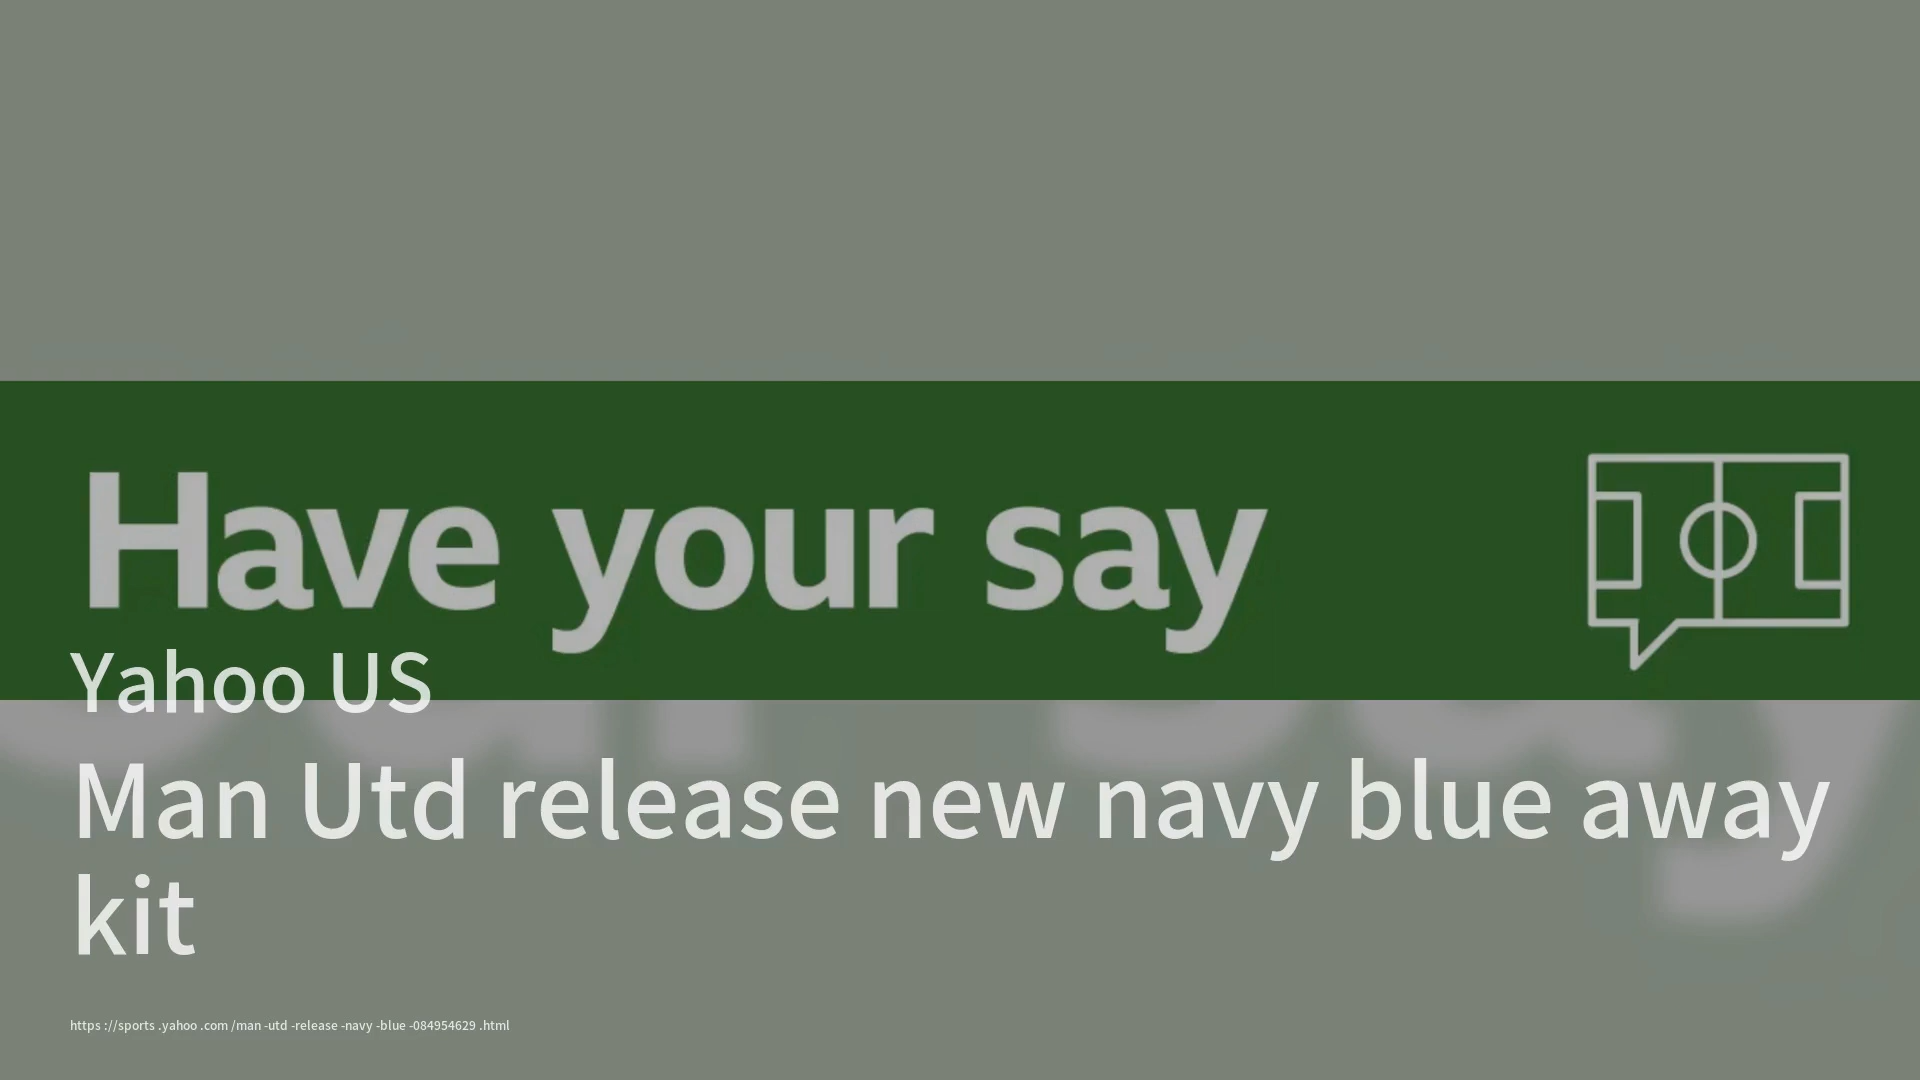 Have your say
Yahoo US
Man Utd release new navy blue away
kit
https ://sports .yahoo .com /man -utd -release -navy -blue -084954629 .html